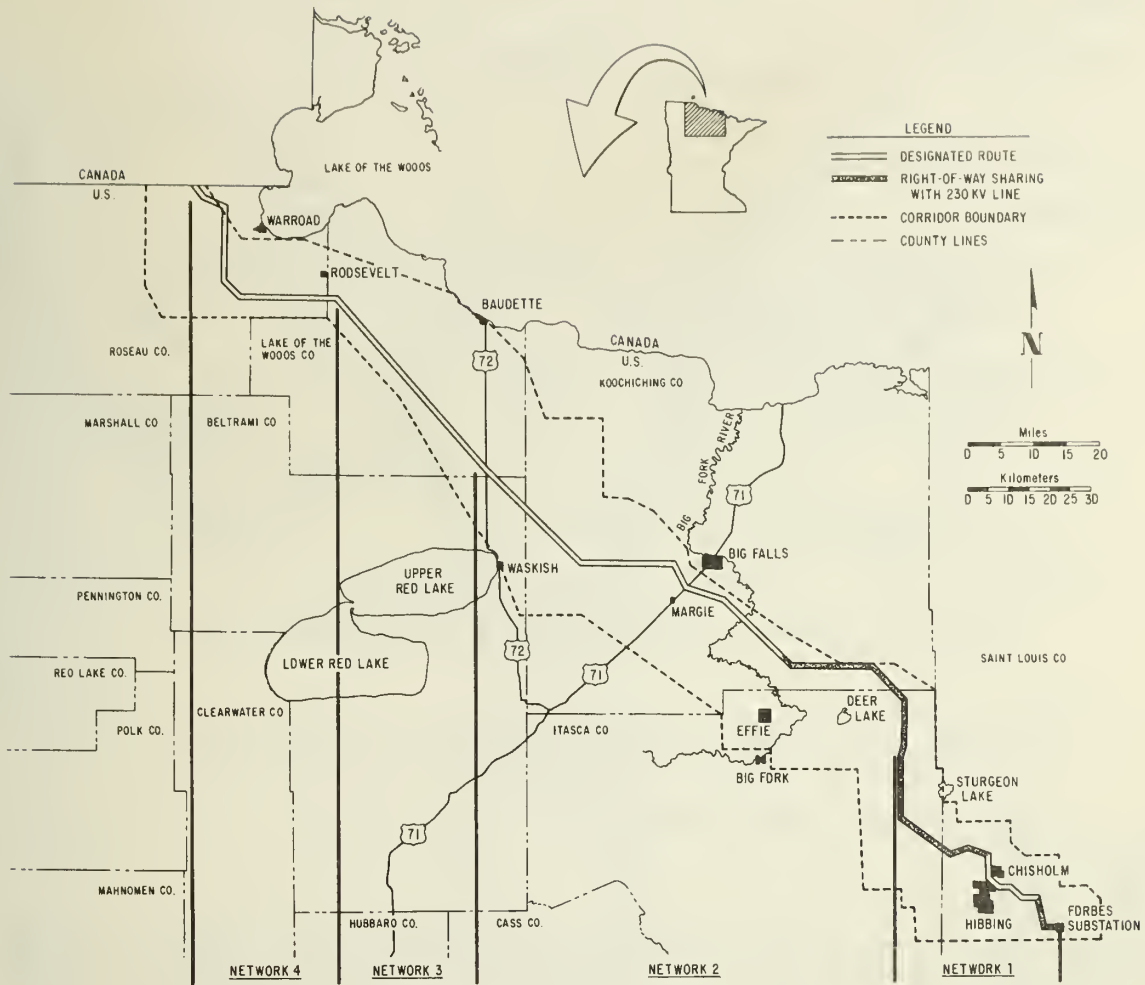 LEGEND
DESIGNATED ROUTE
RIGHT-OF-WAY SHARING
WITH 230 KV LINE
CORRIDOR BOUNDARY
COUNTY LINES
N
Miles
0 5 10 15 20
Kilometers
0 5 10 15 20 25 30
CANADA
U.S.
LAKE OF THE WOODS
WARROAD
ROOSEVELT
BAUDETTE
72
CANADA
U.S.
KOOCHICHING CO
ROSEAU CO.
LAKE OF THE
WOODS CO
MARSHALL CO
BELTRAMI CO
BIG FORK RIVER
71
BIG FALLS
UPPER
RED LAKE
WASKISH
MARGIE
PENNINGTON CO.
LOWER RED LAKE
72
71
SAINT LOUIS CO
RED LAKE CO.
POLK CO.
CLEARWATER CO
ITASCA CO
EFFIE
DEER
LAKE
BIG FORK
STURGEON
LAKE
71
CHISHOLM
HIBBING
FORBES
SUBSTATION
MAHNOMEN CO.
HUBBARD CO.
CASS CO.
NETWORK 4
NETWORK 3
NETWORK 2
NETWORK 1